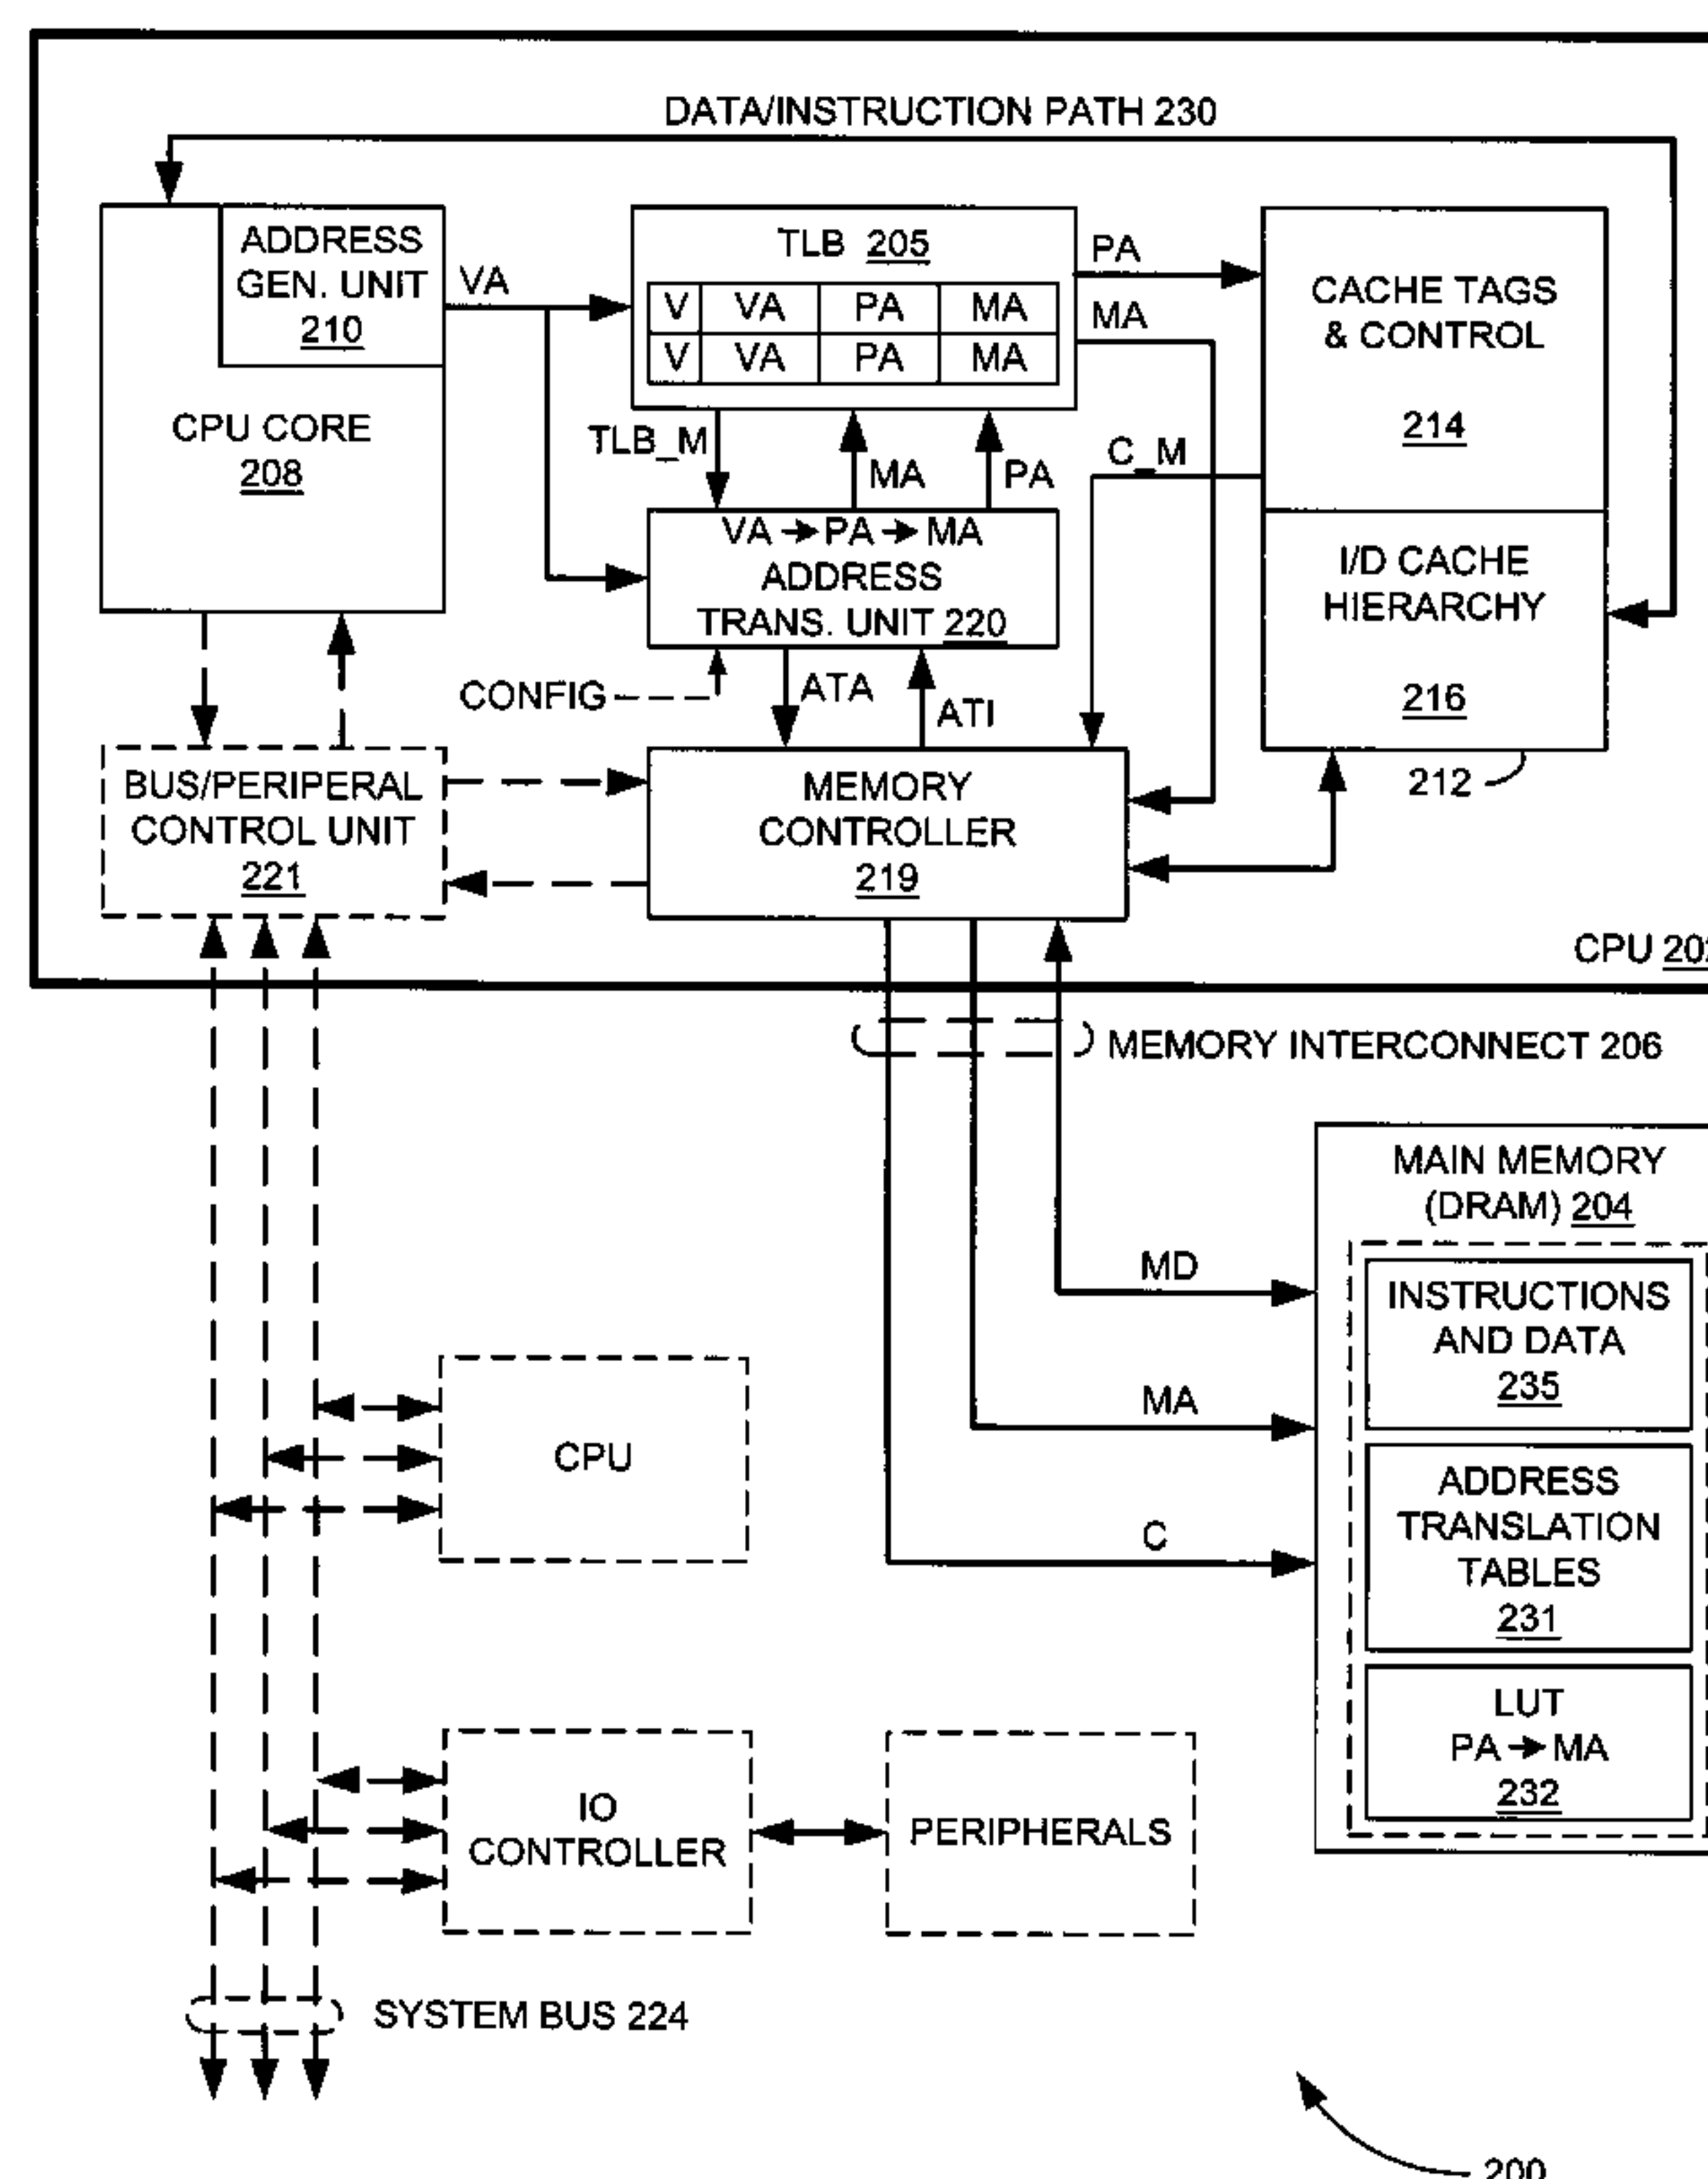 DATA/INSTRUCTION PATH 230
ADDRESS
GEN. UNIT
210
CPU CORE
208
VA
TLB 205
V VA PA MA
V VA PA MA
PA
MA
CACHE TAGS
& CONTROL
214
TLB_M
MA
PA
C_M
VA → PA → MA
ADDRESS
TRANS. UNIT 220
I/D CACHE
HIERARCHY
216
212
CONFIG
ATA
ATI
BUS/PERIPERAL
CONTROL UNIT
221
MEMORY
CONTROLLER
219
CPU
MEMORY INTERCONNECT 206
MAIN MEMORY
(DRAM) 204
MD
INSTRUCTIONS
AND DATA
235
MA
ADDRESS
TRANSLATION
TABLES
231
C
CPU
LUT
PA → MA
232
IO
CONTROLLER
PERIPHERALS
SYSTEM BUS 224
200